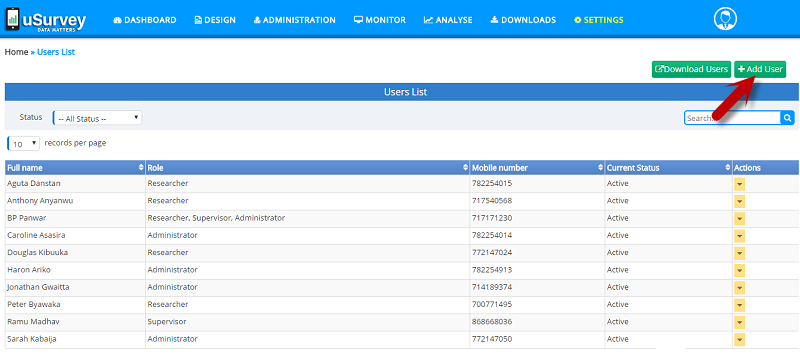 uSurvey
DATA MATTERS
DASHBOARD DESIGN ADMINISTRATION MONITOR ANALYSE DOWNLOADS SETTINGS
Home » Users List
Download Users Add User
Users List
Status -- All Status -- Search
10 records per page
Full name Role Mobile number Current Status Actions
Aguta Danstan Researcher 782254015 Active
Anthony Anyanwu Researcher 717540568 Active
BP Panwar Researcher, Supervisor, Administrator 717171230 Active
Caroline Asasira Administrator 782254014 Active
Douglas Kibuuka Researcher 772147024 Active
Haron Ariko Administrator 782254913 Active
Jonathan Gwaitta Administrator 714189374 Active
Peter Byawaka Researcher 700771495 Active
Ramu Madhav Supervisor 868668036 Active
Sarah Kabaija Administrator 772147050 Active